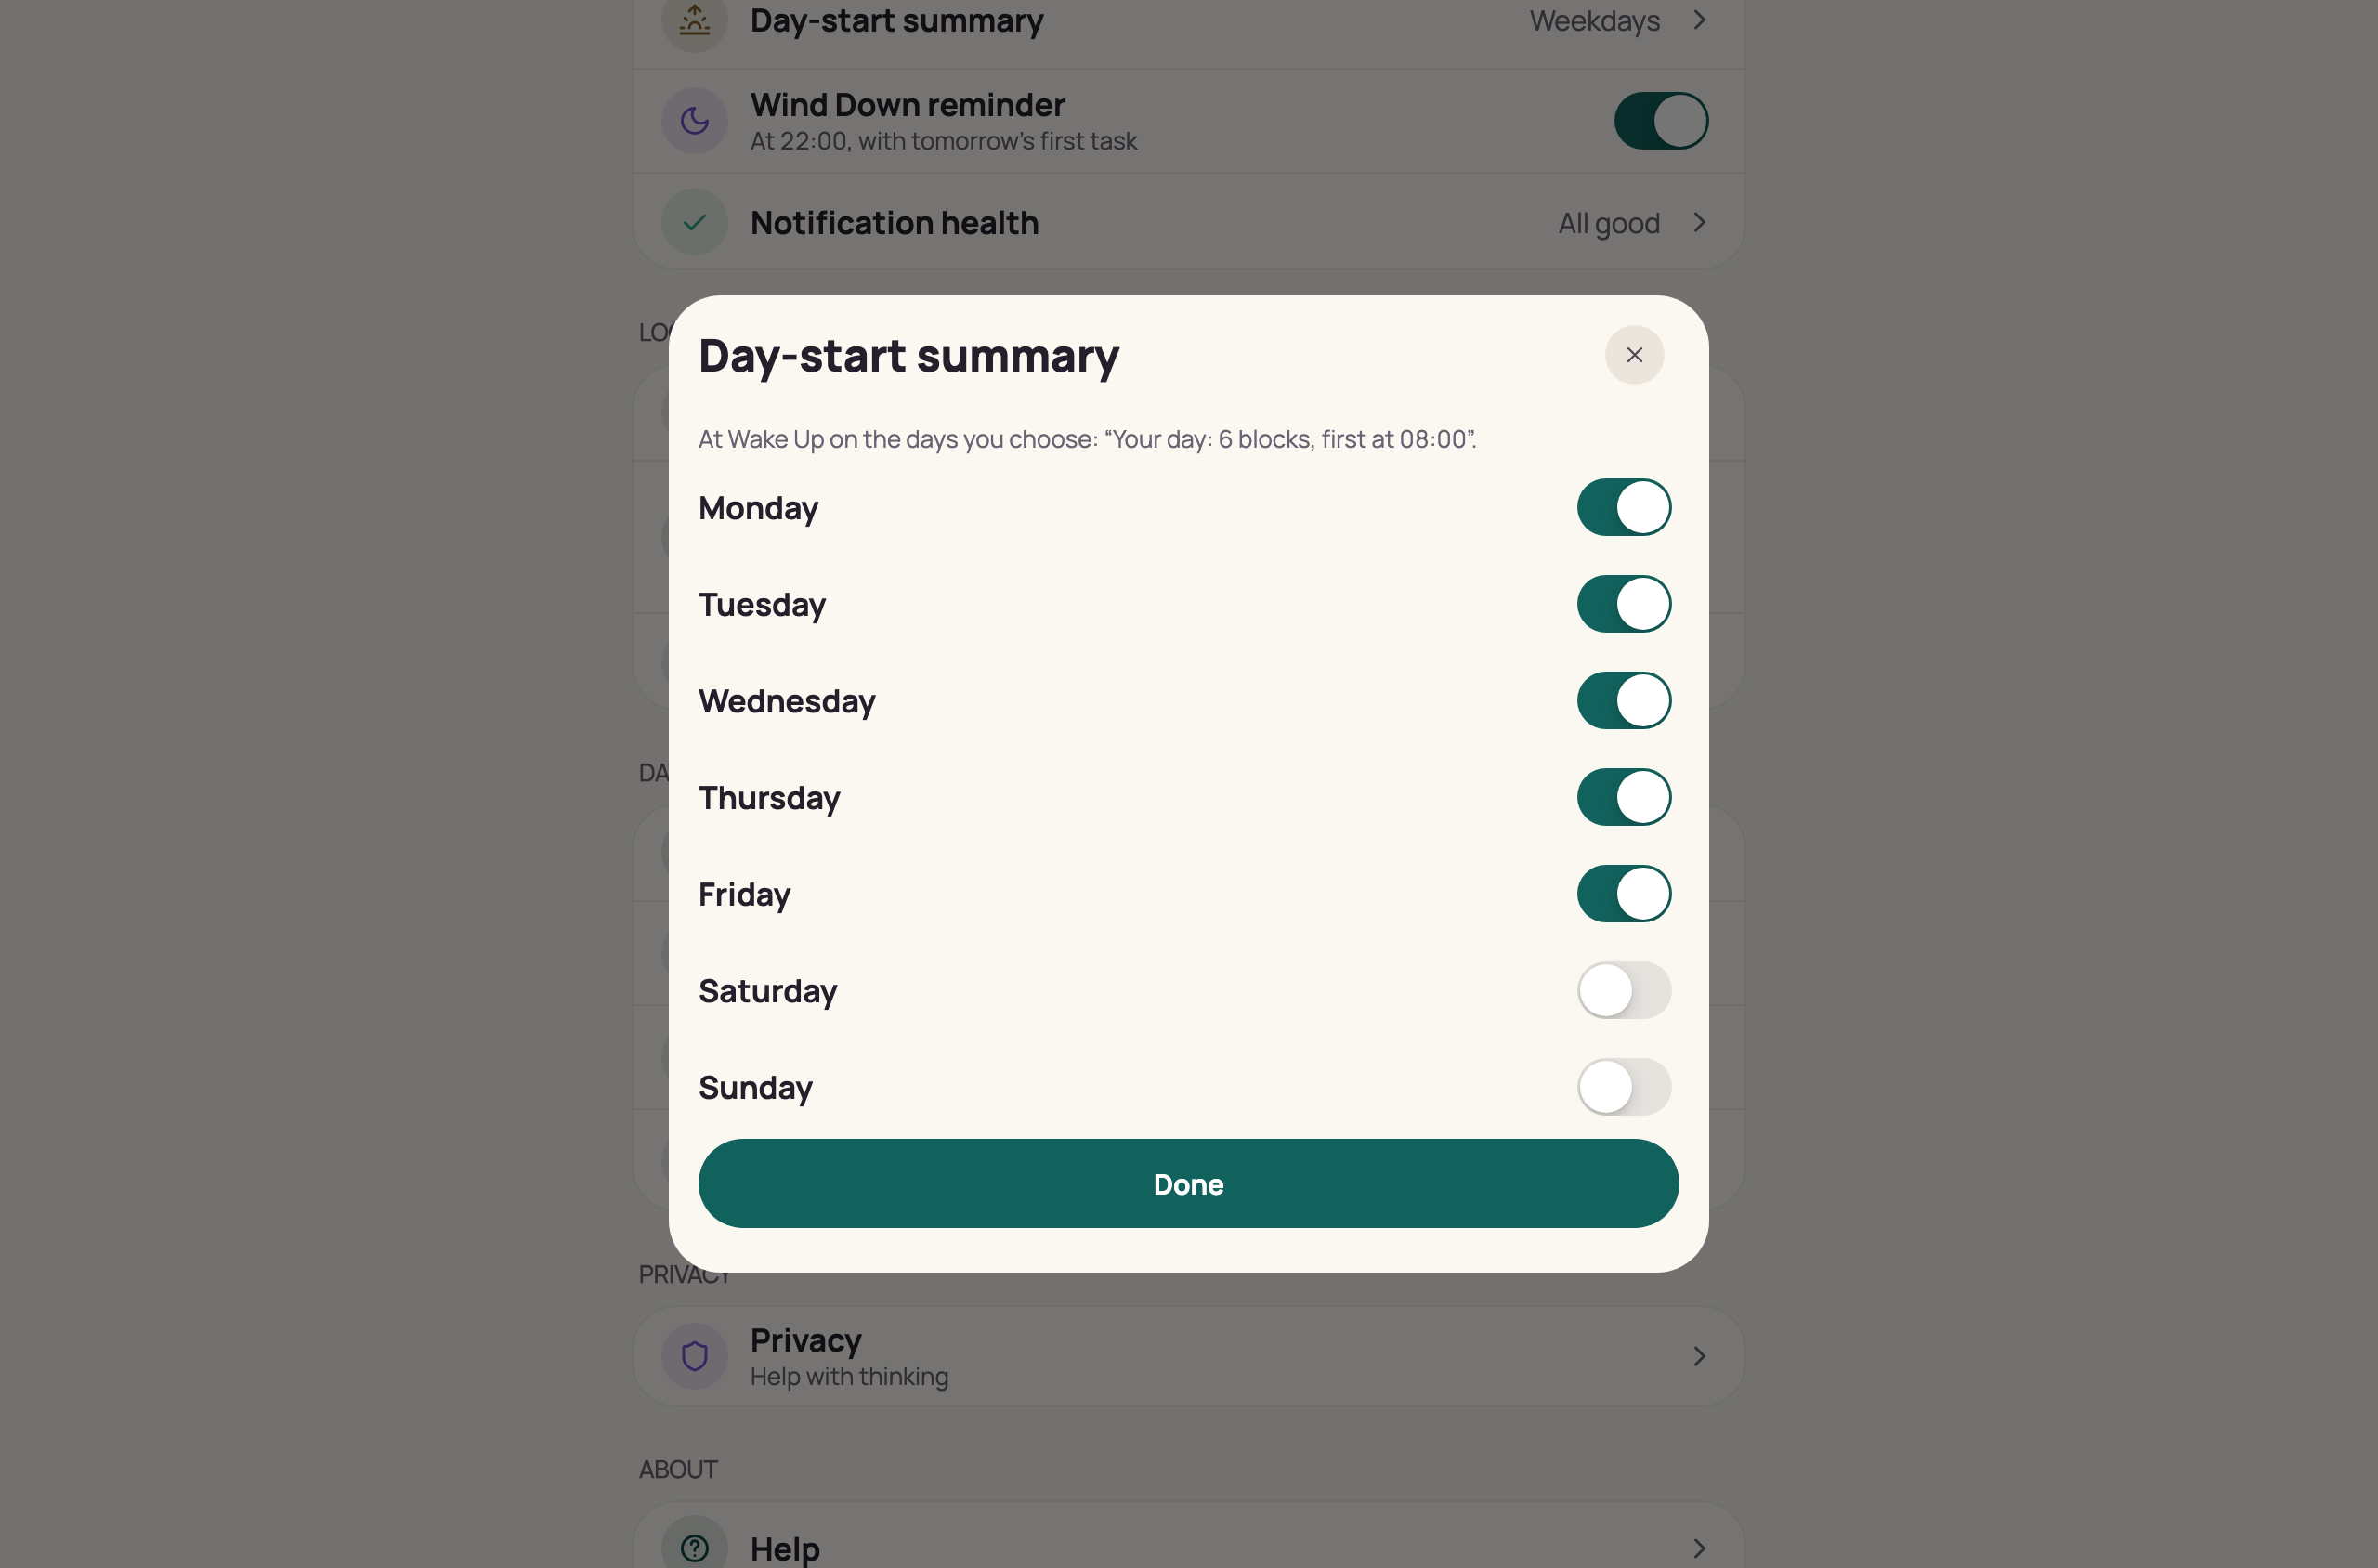 Day-start summary
Weekdays
Wind Down reminder
At 22:00, with tomorrow’s first task
Notification health
All good
Day-start summary
At Wake Up on the days you choose: “Your day: 6 blocks, first at 08:00”.
Monday
Tuesday
Wednesday
Thursday
Friday
Saturday
Sunday
Done
PRIVACY
Privacy
Help with thinking
ABOUT
Help